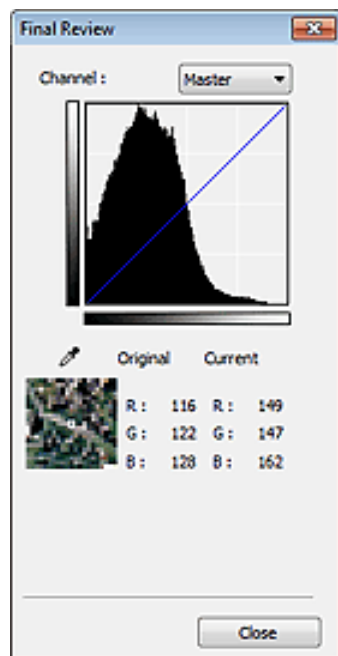 Final Review
Channel : Master
Original Current
R : 116 R : 149
G : 122 G : 147
B : 128 B : 162
Close